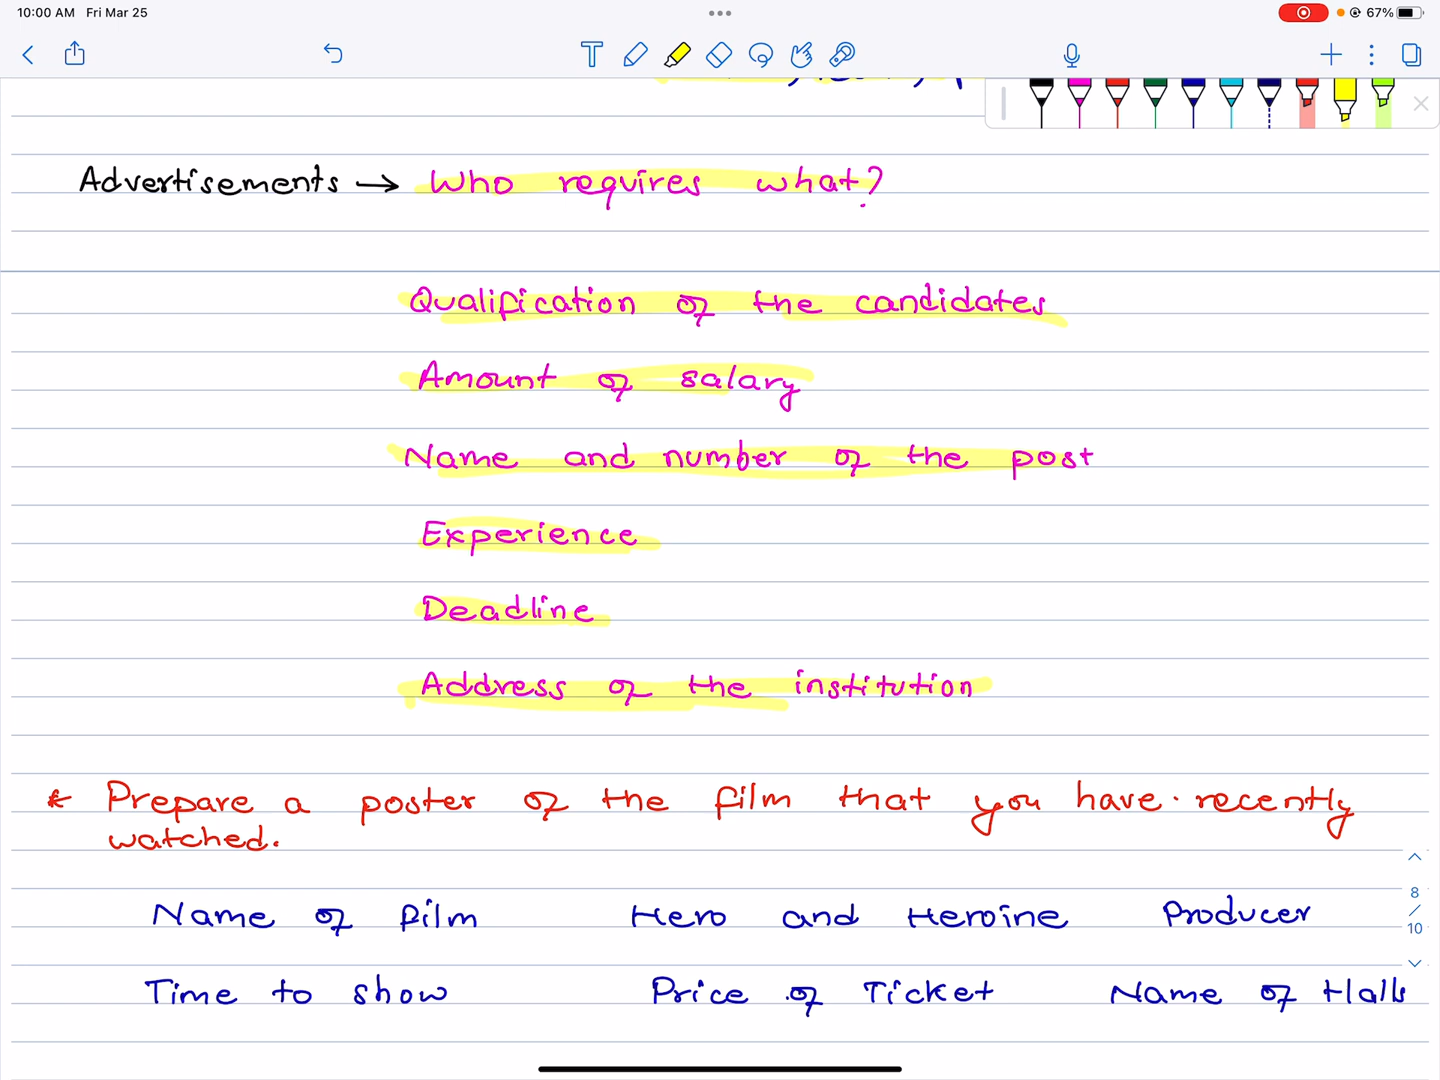 10:00 AM Fri Mar 25
67%
Advertisements → Who requires what?
Qualification of the candidates
Amount of salary
Name and number of the post
Experience
Deadline
Address of the institution
* Prepare a poster of the film that you have recently
watched.
Name of film Hero and Heroine Producer
Time to show Price of Ticket Name of Halls
8
/
10